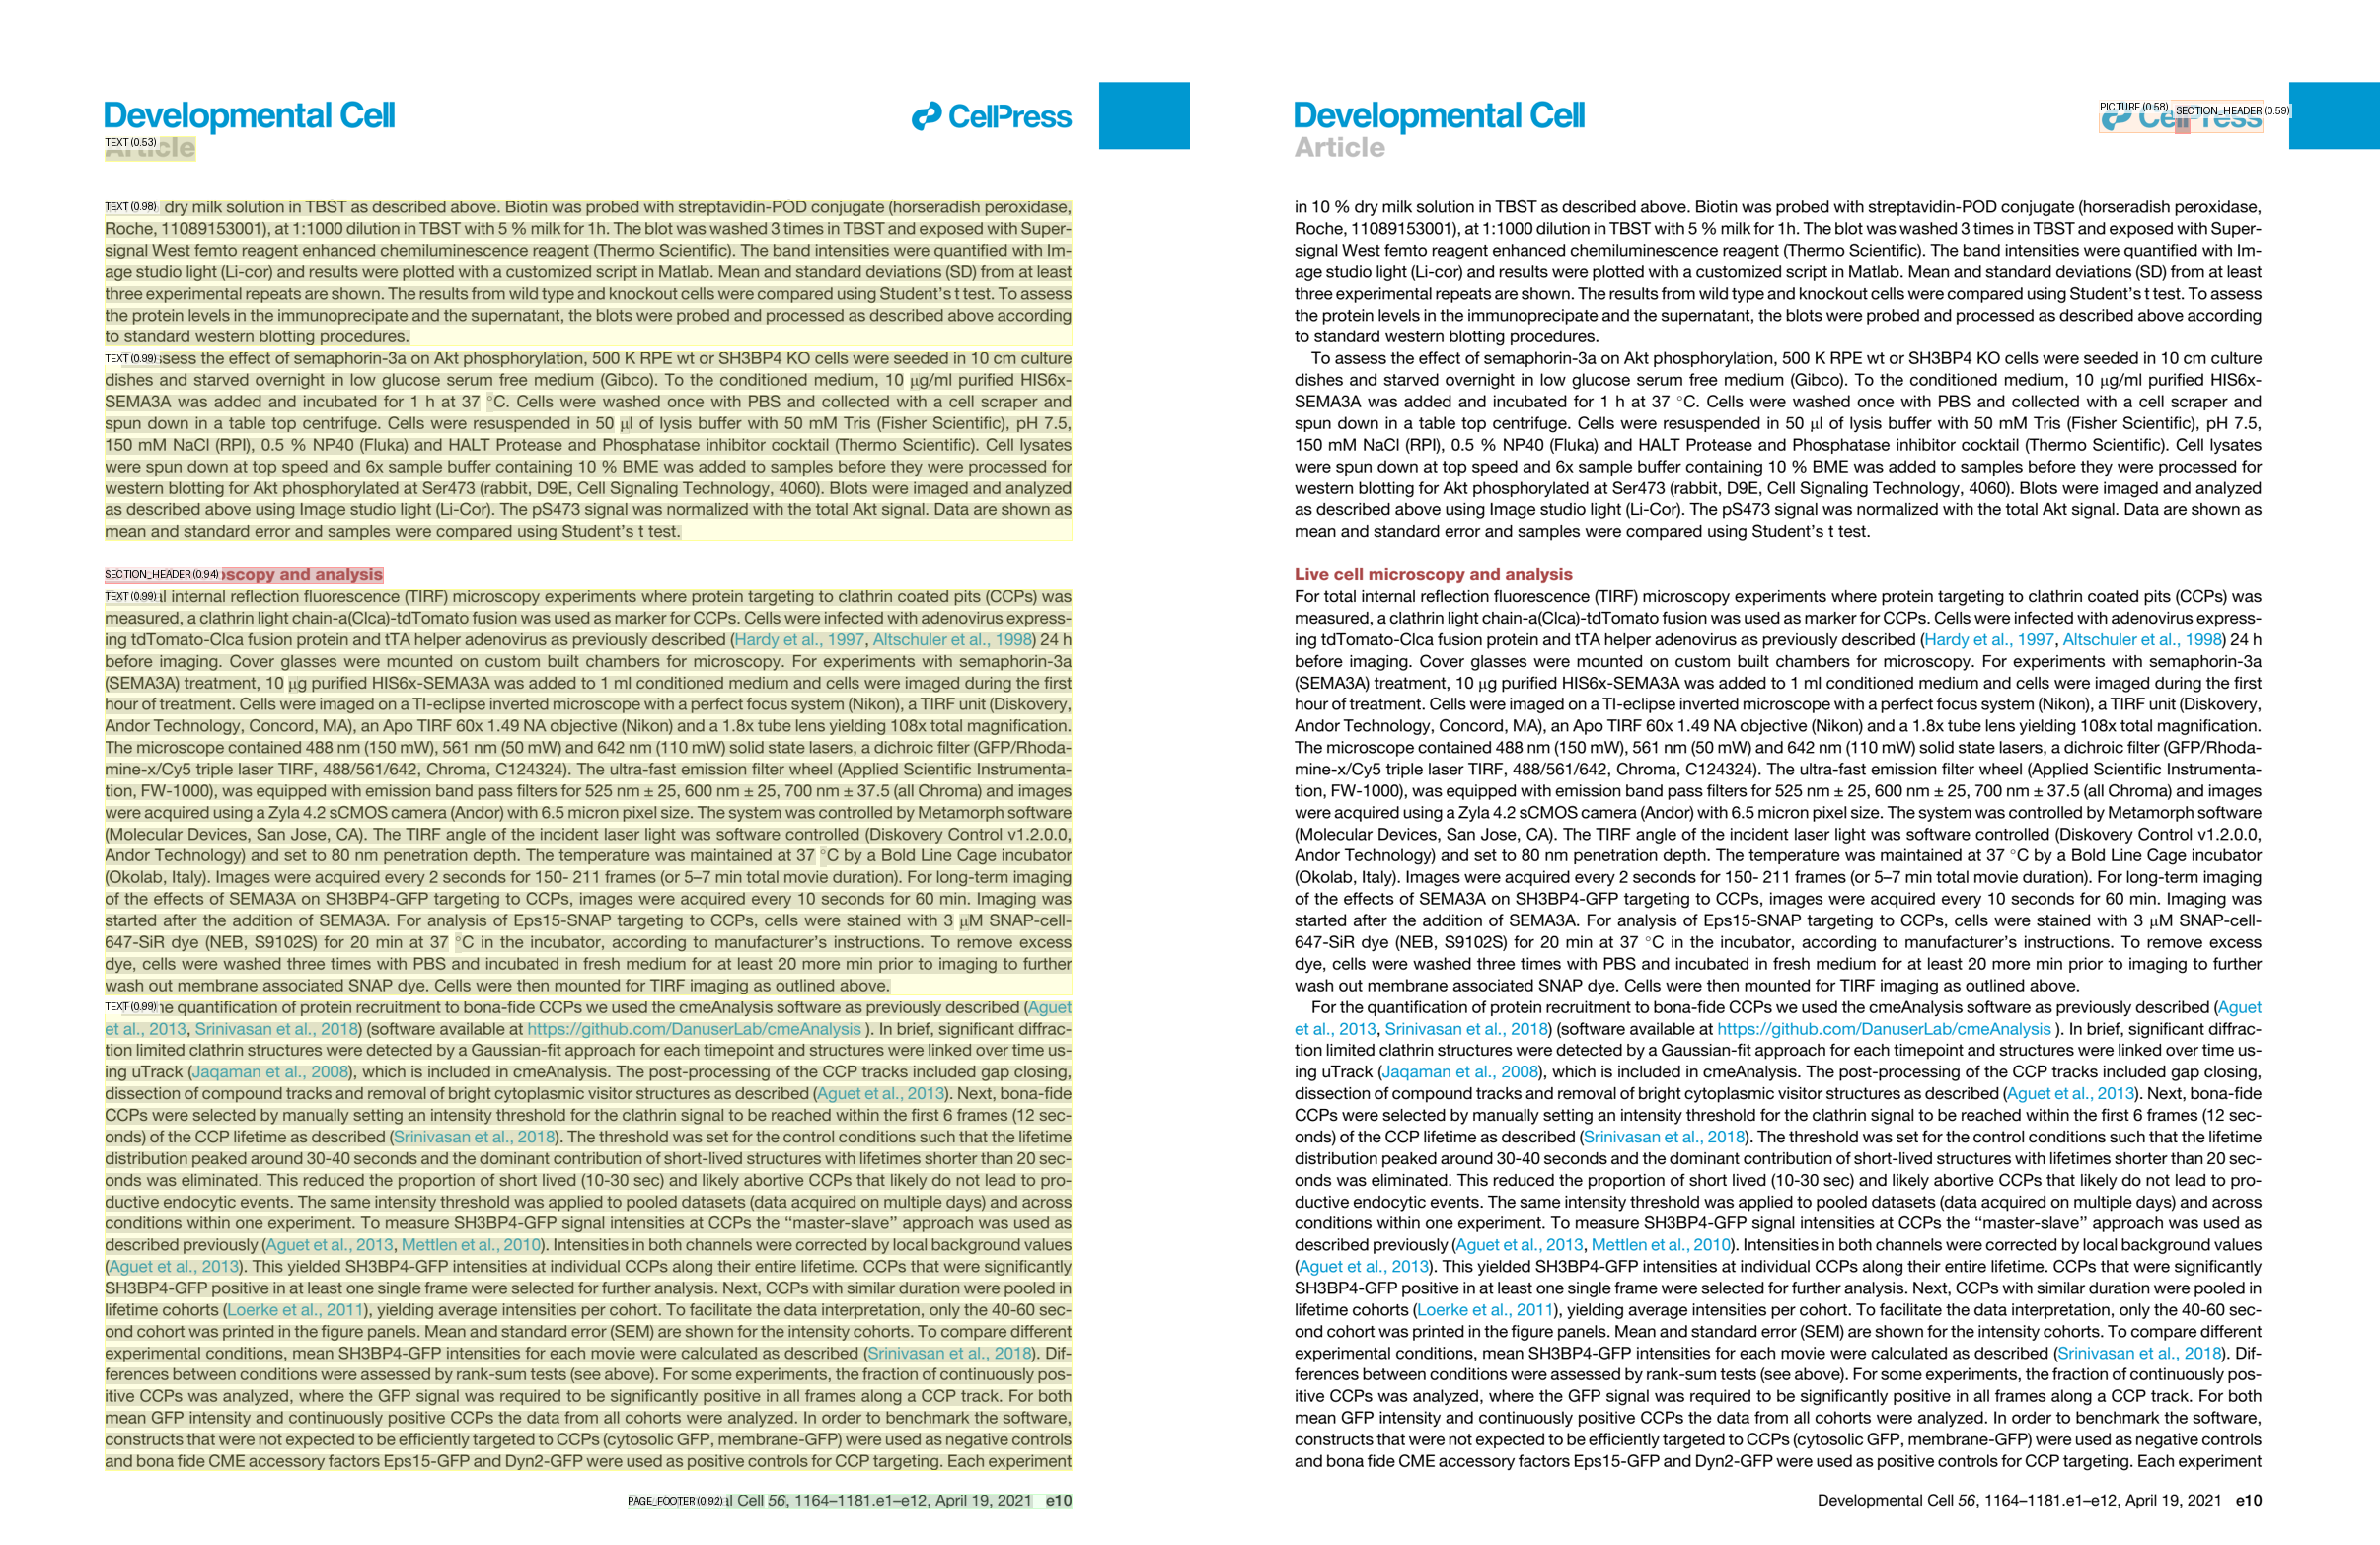 Developmental Cell
CellPress
TEXT (0.53)
Article
TEXT (0.98) dry milk solution in TBST as described above. Biotin was probed with streptavidin-POD conjugate (horseradish peroxidase,
Roche, 11089153001), at 1:1000 dilution in TBST with 5 % milk for 1h. The blot was washed 3 times in TBST and exposed with Super-
signal West femto reagent enhanced chemiluminescence reagent (Thermo Scientific). The band intensities were quantified with Im-
age studio light (Li-cor) and results were plotted with a customized script in Matlab. Mean and standard deviations (SD) from at least
three experimental repeats are shown. The results from wild type and knockout cells were compared using Student's t test. To assess
the protein levels in the immunoprecipate and the supernatant, the blots were probed and processed as described above according
to standard western blotting procedures.
TEXT (0.99) ssess the effect of semaphorin-3a on Akt phosphorylation, 500 K RPE wt or SH3BP4 KO cells were seeded in 10 cm culture
dishes and starved overnight in low glucose serum free medium (Gibco). To the conditioned medium, 10 μg/ml purified HIS6x-
SEMA3A was added and incubated for 1 h at 37 °C. Cells were washed once with PBS and collected with a cell scraper and
spun down in a table top centrifuge. Cells were resuspended in 50 μl of lysis buffer with 50 mM Tris (Fisher Scientific), pH 7.5,
150 mM NaCl (RPI), 0.5 % NP40 (Fluka) and HALT Protease and Phosphatase inhibitor cocktail (Thermo Scientific). Cell lysates
were spun down at top speed and 6x sample buffer containing 10 % BME was added to samples before they were processed for
western blotting for Akt phosphorylated at Ser473 (rabbit, D9E, Cell Signaling Technology, 4060). Blots were imaged and analyzed
as described above using Image studio light (Li-Cor). The pS473 signal was normalized with the total Akt signal. Data are shown as
mean and standard error and samples were compared using Student's t test.
SECTION_HEADER (0.94) oscopy and analysis
TEXT (0.99) al internal reflection fluorescence (TIRF) microscopy experiments where protein targeting to clathrin coated pits (CCPs) was
measured, a clathrin light chain-a(Clca)-tdTomato fusion was used as marker for CCPs. Cells were infected with adenovirus express-
ing tdTomato-Clca fusion protein and tTA helper adenovirus as previously described (Hardy et al., 1997, Altschuler et al., 1998) 24 h
before imaging. Cover glasses were mounted on custom built chambers for microscopy. For experiments with semaphorin-3a
(SEMA3A) treatment, 10 μg purified HIS6x-SEMA3A was added to 1 ml conditioned medium and cells were imaged during the first
hour of treatment. Cells were imaged on a TI-eclipse inverted microscope with a perfect focus system (Nikon), a TIRF unit (Diskovery,
Andor Technology, Concord, MA), an Apo TIRF 60x 1.49 NA objective (Nikon) and a 1.8x tube lens yielding 108x total magnification.
The microscope contained 488 nm (150 mW), 561 nm (50 mW) and 642 nm (110 mW) solid state lasers, a dichroic filter (GFP/Rhoda-
mine-x/Cy5 triple laser TIRF, 488/561/642, Chroma, C124324). The ultra-fast emission filter wheel (Applied Scientific Instrumenta-
tion, FW-1000), was equipped with emission band pass filters for 525 nm ± 25, 600 nm ± 25, 700 nm ± 37.5 (all Chroma) and images
were acquired using a Zyla 4.2 sCMOS camera (Andor) with 6.5 micron pixel size. The system was controlled by Metamorph software
(Molecular Devices, San Jose, CA). The TIRF angle of the incident laser light was software controlled (Diskovery Control v1.2.0.0,
Andor Technology) and set to 80 nm penetration depth. The temperature was maintained at 37 °C by a Bold Line Cage incubator
(Okolab, Italy). Images were acquired every 2 seconds for 150- 211 frames (or 5–7 min total movie duration). For long-term imaging
of the effects of SEMA3A on SH3BP4-GFP targeting to CCPs, images were acquired every 10 seconds for 60 min. Imaging was
started after the addition of SEMA3A. For analysis of Eps15-SNAP targeting to CCPs, cells were stained with 3 μM SNAP-cell-
647-SiR dye (NEB, S9102S) for 20 min at 37 °C in the incubator, according to manufacturer's instructions. To remove excess
dye, cells were washed three times with PBS and incubated in fresh medium for at least 20 more min prior to imaging to further
wash out membrane associated SNAP dye. Cells were then mounted for TIRF imaging as outlined above.
TEXT (0.99) he quantification of protein recruitment to bona-fide CCPs we used the cmeAnalysis software as previously described (Aguet
et al., 2013, Srinivasan et al., 2018) (software available at https://github.com/DanuserLab/cmeAnalysis ). In brief, significant diffrac-
tion limited clathrin structures were detected by a Gaussian-fit approach for each timepoint and structures were linked over time us-
ing uTrack (Jaqaman et al., 2008), which is included in cmeAnalysis. The post-processing of the CCP tracks included gap closing,
dissection of compound tracks and removal of bright cytoplasmic visitor structures as described (Aguet et al., 2013). Next, bona-fide
CCPs were selected by manually setting an intensity threshold for the clathrin signal to be reached within the first 6 frames (12 sec-
onds) of the CCP lifetime as described (Srinivasan et al., 2018). The threshold was set for the control conditions such that the lifetime
distribution peaked around 30-40 seconds and the dominant contribution of short-lived structures with lifetimes shorter than 20 sec-
onds was eliminated. This reduced the proportion of short lived (10-30 sec) and likely abortive CCPs that likely do not lead to pro-
ductive endocytic events. The same intensity threshold was applied to pooled datasets (data acquired on multiple days) and across
conditions within one experiment. To measure SH3BP4-GFP signal intensities at CCPs the “master-slave” approach was used as
described previously (Aguet et al., 2013, Mettlen et al., 2010). Intensities in both channels were corrected by local background values
(Aguet et al., 2013). This yielded SH3BP4-GFP intensities at individual CCPs along their entire lifetime. CCPs that were significantly
SH3BP4-GFP positive in at least one single frame were selected for further analysis. Next, CCPs with similar duration were pooled in
lifetime cohorts (Loerke et al., 2011), yielding average intensities per cohort. To facilitate the data interpretation, only the 40-60 sec-
ond cohort was printed in the figure panels. Mean and standard error (SEM) are shown for the intensity cohorts. To compare different
experimental conditions, mean SH3BP4-GFP intensities for each movie were calculated as described (Srinivasan et al., 2018). Dif-
ferences between conditions were assessed by rank-sum tests (see above). For some experiments, the fraction of continuously pos-
itive CCPs was analyzed, where the GFP signal was required to be significantly positive in all frames along a CCP track. For both
mean GFP intensity and continuously positive CCPs the data from all cohorts were analyzed. In order to benchmark the software,
constructs that were not expected to be efficiently targeted to CCPs (cytosolic GFP, membrane-GFP) were used as negative controls
and bona fide CME accessory factors Eps15-GFP and Dyn2-GFP were used as positive controls for CCP targeting. Each experiment
PAGE_FOOTER (0.92) al Cell 56, 1164–1181.e1–e12, April 19, 2021 e10
Developmental Cell
PICTURE (0.58) SECTION_HEADER (0.59)
CellPress
Article
in 10 % dry milk solution in TBST as described above. Biotin was probed with streptavidin-POD conjugate (horseradish peroxidase,
Roche, 11089153001), at 1:1000 dilution in TBST with 5 % milk for 1h. The blot was washed 3 times in TBST and exposed with Super-
signal West femto reagent enhanced chemiluminescence reagent (Thermo Scientific). The band intensities were quantified with Im-
age studio light (Li-cor) and results were plotted with a customized script in Matlab. Mean and standard deviations (SD) from at least
three experimental repeats are shown. The results from wild type and knockout cells were compared using Student's t test. To assess
the protein levels in the immunoprecipate and the supernatant, the blots were probed and processed as described above according
to standard western blotting procedures.
To assess the effect of semaphorin-3a on Akt phosphorylation, 500 K RPE wt or SH3BP4 KO cells were seeded in 10 cm culture
dishes and starved overnight in low glucose serum free medium (Gibco). To the conditioned medium, 10 μg/ml purified HIS6x-
SEMA3A was added and incubated for 1 h at 37 °C. Cells were washed once with PBS and collected with a cell scraper and
spun down in a table top centrifuge. Cells were resuspended in 50 μl of lysis buffer with 50 mM Tris (Fisher Scientific), pH 7.5,
150 mM NaCl (RPI), 0.5 % NP40 (Fluka) and HALT Protease and Phosphatase inhibitor cocktail (Thermo Scientific). Cell lysates
were spun down at top speed and 6x sample buffer containing 10 % BME was added to samples before they were processed for
western blotting for Akt phosphorylated at Ser473 (rabbit, D9E, Cell Signaling Technology, 4060). Blots were imaged and analyzed
as described above using Image studio light (Li-Cor). The pS473 signal was normalized with the total Akt signal. Data are shown as
mean and standard error and samples were compared using Student's t test.
Live cell microscopy and analysis
For total internal reflection fluorescence (TIRF) microscopy experiments where protein targeting to clathrin coated pits (CCPs) was
measured, a clathrin light chain-a(Clca)-tdTomato fusion was used as marker for CCPs. Cells were infected with adenovirus express-
ing tdTomato-Clca fusion protein and tTA helper adenovirus as previously described (Hardy et al., 1997, Altschuler et al., 1998) 24 h
before imaging. Cover glasses were mounted on custom built chambers for microscopy. For experiments with semaphorin-3a
(SEMA3A) treatment, 10 μg purified HIS6x-SEMA3A was added to 1 ml conditioned medium and cells were imaged during the first
hour of treatment. Cells were imaged on a TI-eclipse inverted microscope with a perfect focus system (Nikon), a TIRF unit (Diskovery,
Andor Technology, Concord, MA), an Apo TIRF 60x 1.49 NA objective (Nikon) and a 1.8x tube lens yielding 108x total magnification.
The microscope contained 488 nm (150 mW), 561 nm (50 mW) and 642 nm (110 mW) solid state lasers, a dichroic filter (GFP/Rhoda-
mine-x/Cy5 triple laser TIRF, 488/561/642, Chroma, C124324). The ultra-fast emission filter wheel (Applied Scientific Instrumenta-
tion, FW-1000), was equipped with emission band pass filters for 525 nm ± 25, 600 nm ± 25, 700 nm ± 37.5 (all Chroma) and images
were acquired using a Zyla 4.2 sCMOS camera (Andor) with 6.5 micron pixel size. The system was controlled by Metamorph software
(Molecular Devices, San Jose, CA). The TIRF angle of the incident laser light was software controlled (Diskovery Control v1.2.0.0,
Andor Technology) and set to 80 nm penetration depth. The temperature was maintained at 37 °C by a Bold Line Cage incubator
(Okolab, Italy). Images were acquired every 2 seconds for 150- 211 frames (or 5–7 min total movie duration). For long-term imaging
of the effects of SEMA3A on SH3BP4-GFP targeting to CCPs, images were acquired every 10 seconds for 60 min. Imaging was
started after the addition of SEMA3A. For analysis of Eps15-SNAP targeting to CCPs, cells were stained with 3 μM SNAP-cell-
647-SiR dye (NEB, S9102S) for 20 min at 37 °C in the incubator, according to manufacturer's instructions. To remove excess
dye, cells were washed three times with PBS and incubated in fresh medium for at least 20 more min prior to imaging to further
wash out membrane associated SNAP dye. Cells were then mounted for TIRF imaging as outlined above.
For the quantification of protein recruitment to bona-fide CCPs we used the cmeAnalysis software as previously described (Aguet
et al., 2013, Srinivasan et al., 2018) (software available at https://github.com/DanuserLab/cmeAnalysis ). In brief, significant diffrac-
tion limited clathrin structures were detected by a Gaussian-fit approach for each timepoint and structures were linked over time us-
ing uTrack (Jaqaman et al., 2008), which is included in cmeAnalysis. The post-processing of the CCP tracks included gap closing,
dissection of compound tracks and removal of bright cytoplasmic visitor structures as described (Aguet et al., 2013). Next, bona-fide
CCPs were selected by manually setting an intensity threshold for the clathrin signal to be reached within the first 6 frames (12 sec-
onds) of the CCP lifetime as described (Srinivasan et al., 2018). The threshold was set for the control conditions such that the lifetime
distribution peaked around 30-40 seconds and the dominant contribution of short-lived structures with lifetimes shorter than 20 sec-
onds was eliminated. This reduced the proportion of short lived (10-30 sec) and likely abortive CCPs that likely do not lead to pro-
ductive endocytic events. The same intensity threshold was applied to pooled datasets (data acquired on multiple days) and across
conditions within one experiment. To measure SH3BP4-GFP signal intensities at CCPs the “master-slave” approach was used as
described previously (Aguet et al., 2013, Mettlen et al., 2010). Intensities in both channels were corrected by local background values
(Aguet et al., 2013). This yielded SH3BP4-GFP intensities at individual CCPs along their entire lifetime. CCPs that were significantly
SH3BP4-GFP positive in at least one single frame were selected for further analysis. Next, CCPs with similar duration were pooled in
lifetime cohorts (Loerke et al., 2011), yielding average intensities per cohort. To facilitate the data interpretation, only the 40-60 sec-
ond cohort was printed in the figure panels. Mean and standard error (SEM) are shown for the intensity cohorts. To compare different
experimental conditions, mean SH3BP4-GFP intensities for each movie were calculated as described (Srinivasan et al., 2018). Dif-
ferences between conditions were assessed by rank-sum tests (see above). For some experiments, the fraction of continuously pos-
itive CCPs was analyzed, where the GFP signal was required to be significantly positive in all frames along a CCP track. For both
mean GFP intensity and continuously positive CCPs the data from all cohorts were analyzed. In order to benchmark the software,
constructs that were not expected to be efficiently targeted to CCPs (cytosolic GFP, membrane-GFP) were used as negative controls
and bona fide CME accessory factors Eps15-GFP and Dyn2-GFP were used as positive controls for CCP targeting. Each experiment
Developmental Cell 56, 1164–1181.e1–e12, April 19, 2021 e10